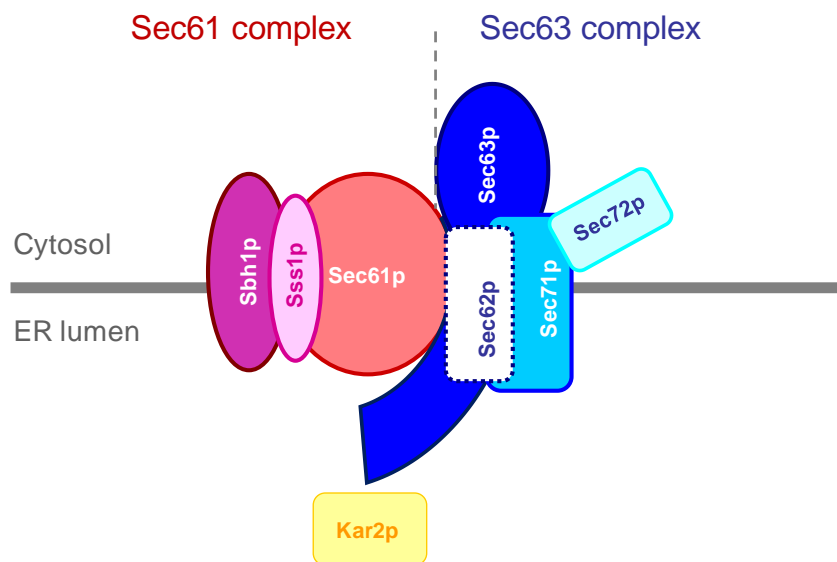 Sec61 complex
Sec63 complex
Sec63p
Sec72p
Cytosol
Sbh1p
Sss1p
Sec61p
Sec62p
Sec71p
ER lumen
Kar2p